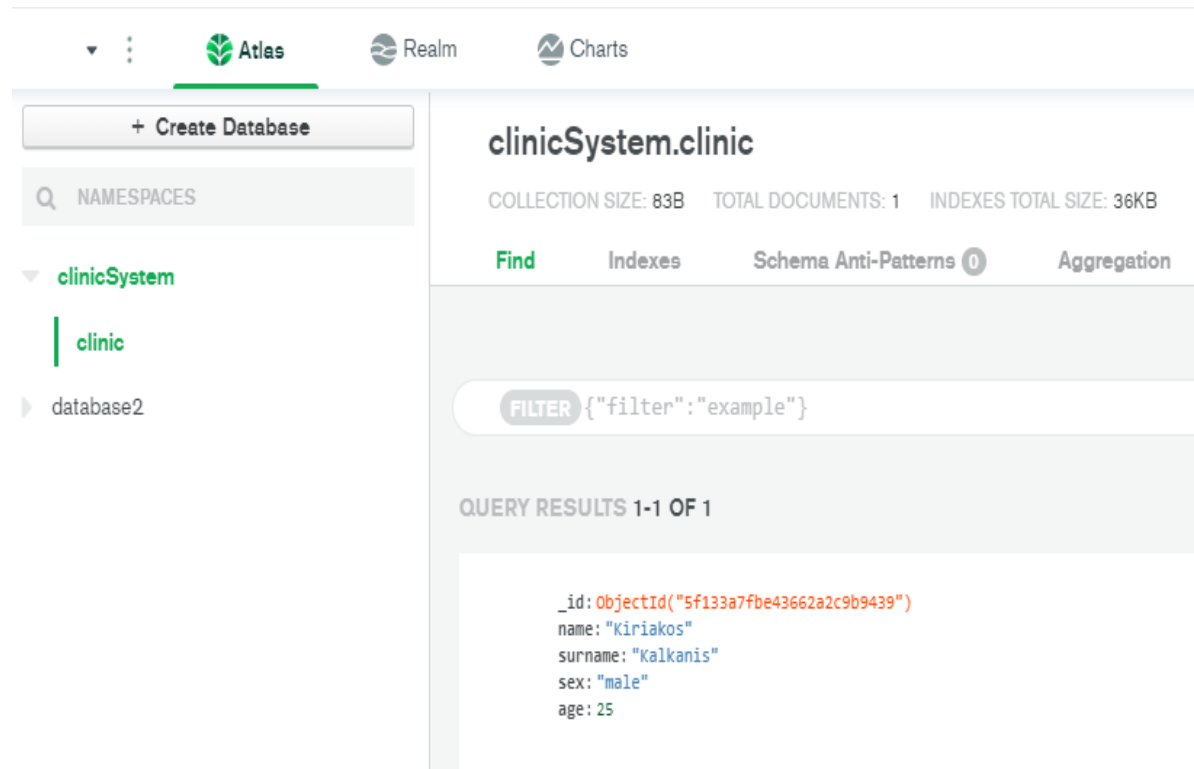 Atlas Realm Charts
+ Create Database
NAMESPACES
clinicSystem
clinic
database2
clinicSystem.clinic
COLLECTION SIZE: 83B TOTAL DOCUMENTS: 1 INDEXES TOTAL SIZE: 36KB
Find Indexes Schema Anti-Patterns 0 Aggregation
FILTER {"filter":"example"}
QUERY RESULTS 1-1 OF 1
_id: ObjectId("5f133a7fbe43662a2c9b9439")
name: "Kiriakos"
surname: "Kalkanis"
sex: "male"
age: 25